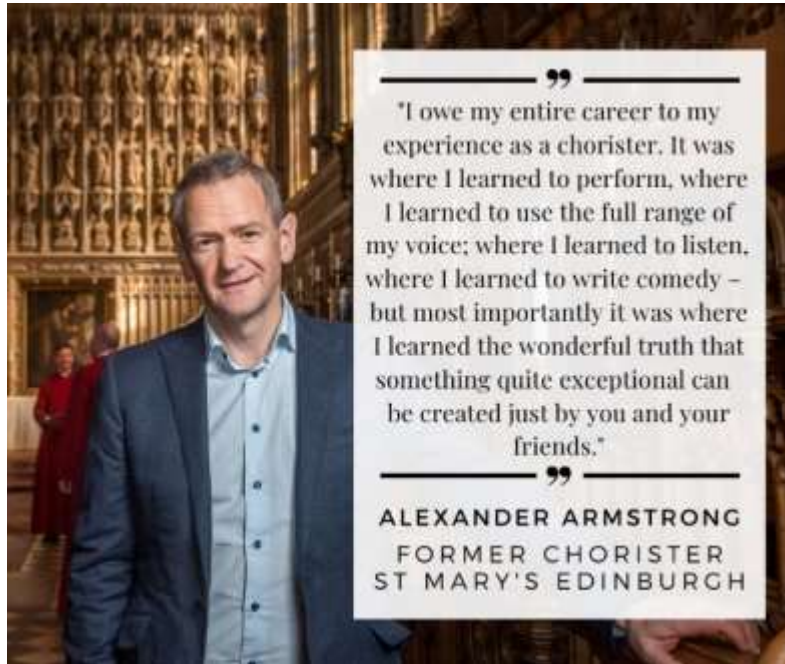 "I owe my entire career to my
experience as a chorister. It was
where I learned to perform, where
I learned to use the full range of
my voice; where I learned to listen,
where I learned to write comedy –
but most importantly it was where
I learned the wonderful truth that
something quite exceptional can
be created just by you and your
friends."
ALEXANDER ARMSTRONG
FORMER CHORISTER
ST MARY'S EDINBURGH